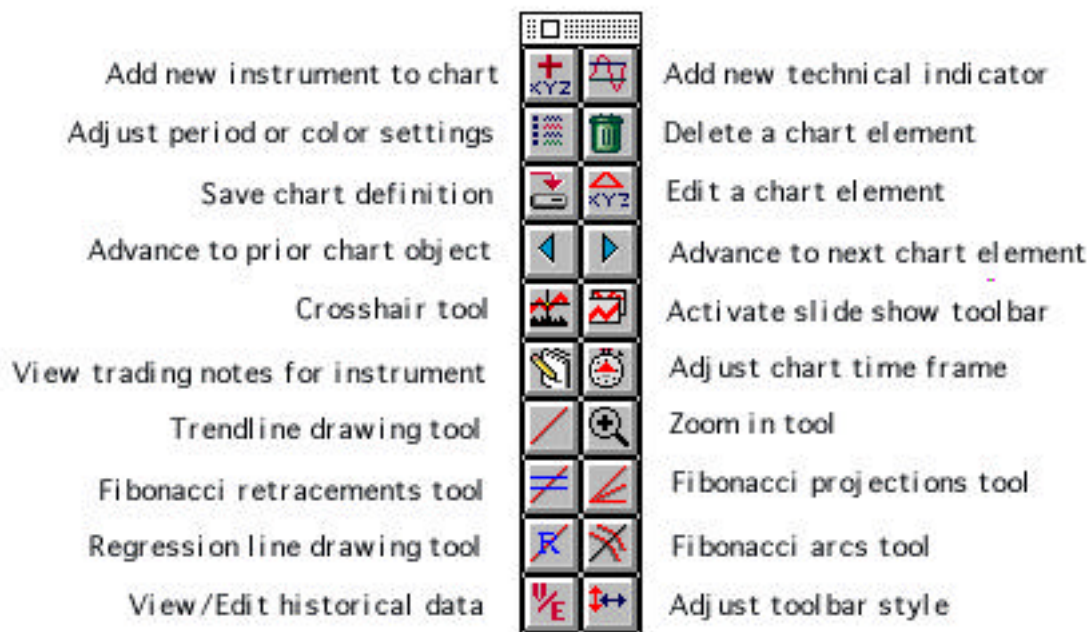 Add new instrument to chart XYZ Add new technical indicator
Adjust period or color settings Delete a chart element
Save chart definition XYZ Edit a chart element
Advance to prior chart object Advance to next chart element
Crosshair tool Activate slide show toolbar
View trading notes for instrument Adjust chart time frame
Trendline drawing tool Zoom in tool
Fibonacci retracements tool Fibonacci projections tool
Regression line drawing tool R Fibonacci arcs tool
View/Edit historical data V/E Adjust toolbar style